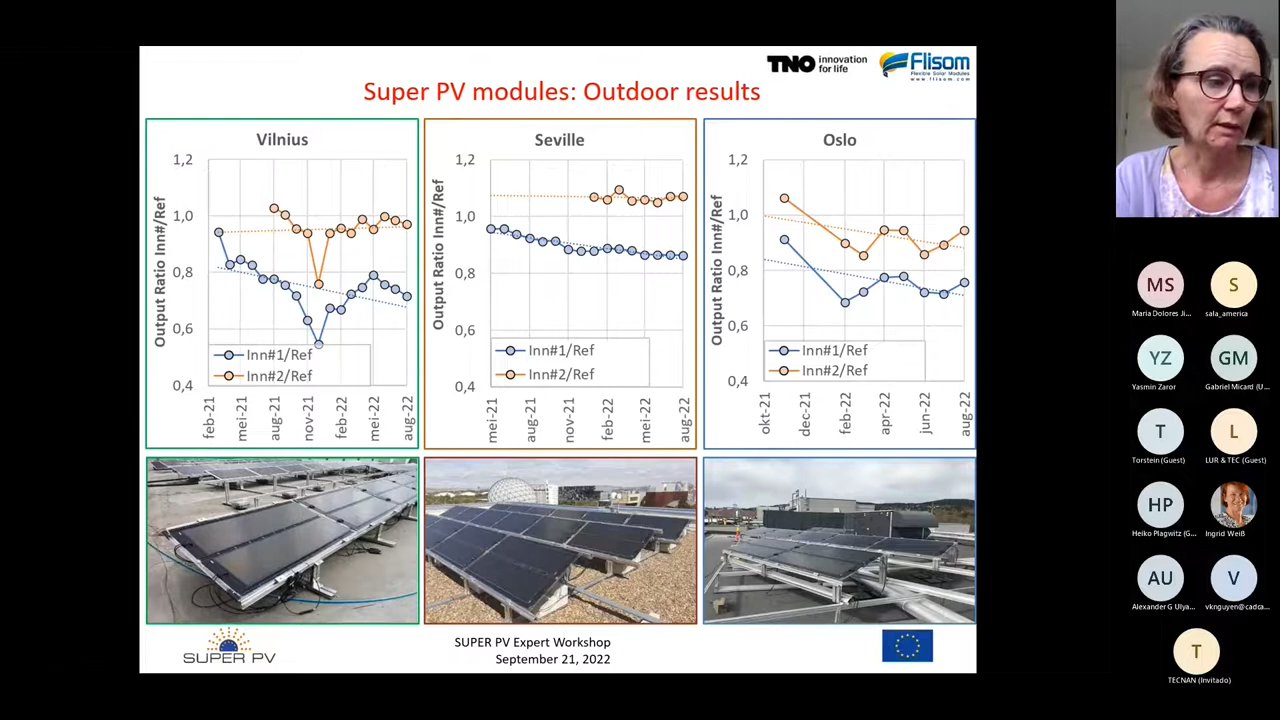 TNO innovation for life
Flisom
Flexible Solar Modules
www.flisom.com
Super PV modules: Outdoor results
Vilnius
Output Ratio Inn#/Ref
1,2
1,0
0,8
0,6
0,4
Inn#1/Ref
Inn#2/Ref
feb-21
mei-21
aug-21
nov-21
feb-22
mei-22
aug-22
Seville
Output Ratio Inn#/Ref
1,2
1,0
0,8
0,6
0,4
Inn#1/Ref
Inn#2/Ref
mei-21
aug-21
nov-21
feb-22
mei-22
aug-22
Oslo
Output Ratio Inn#/Ref
1,2
1,0
0,8
0,6
0,4
Inn#1/Ref
Inn#2/Ref
okt-21
dec-21
feb-22
apr-22
jun-22
aug-22
SUPER PV
SUPER PV Expert Workshop
September 21, 2022
MS
Maria Dolores Ji...
S
sala_america
YZ
Yasmin Zaror
GM
Gabriel Micard (U...
T
Torstein (Guest)
L
LUR & TEC (Guest)
HP
Heiko Plagwitz (G...
Ingrid Weiß
AU
Alexander G Ulya...
V
vknguyen@cadca...
T
TECNAN (Invitado)